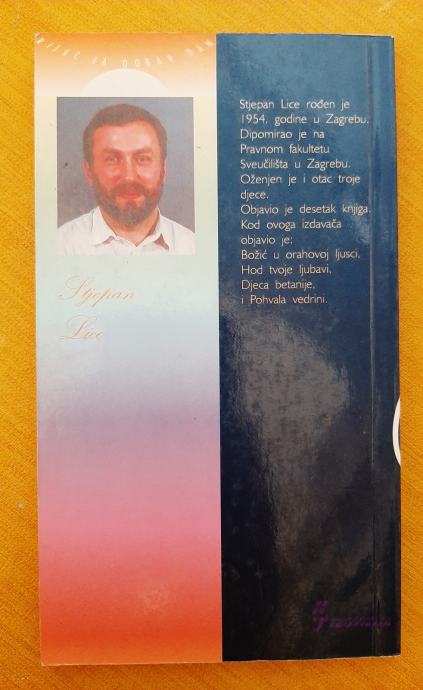 RIJEČ ZA DOBAR DAN
Stjepan
Lice
Stjepan Lice rođen je
1954. godine u Zagrebu.
Dipomirao je na
Pravnom fakultetu
Sveučilišta u Zagrebu.
Oženjen je i otac troje
djece.
Objavio je desetak knjiga.
Kod ovoga izdavača
objavio je:
Božić u orahovoj ljusci,
Hod tvoje ljubavi,
Djeca betanije,
i Pohvala vedrini.